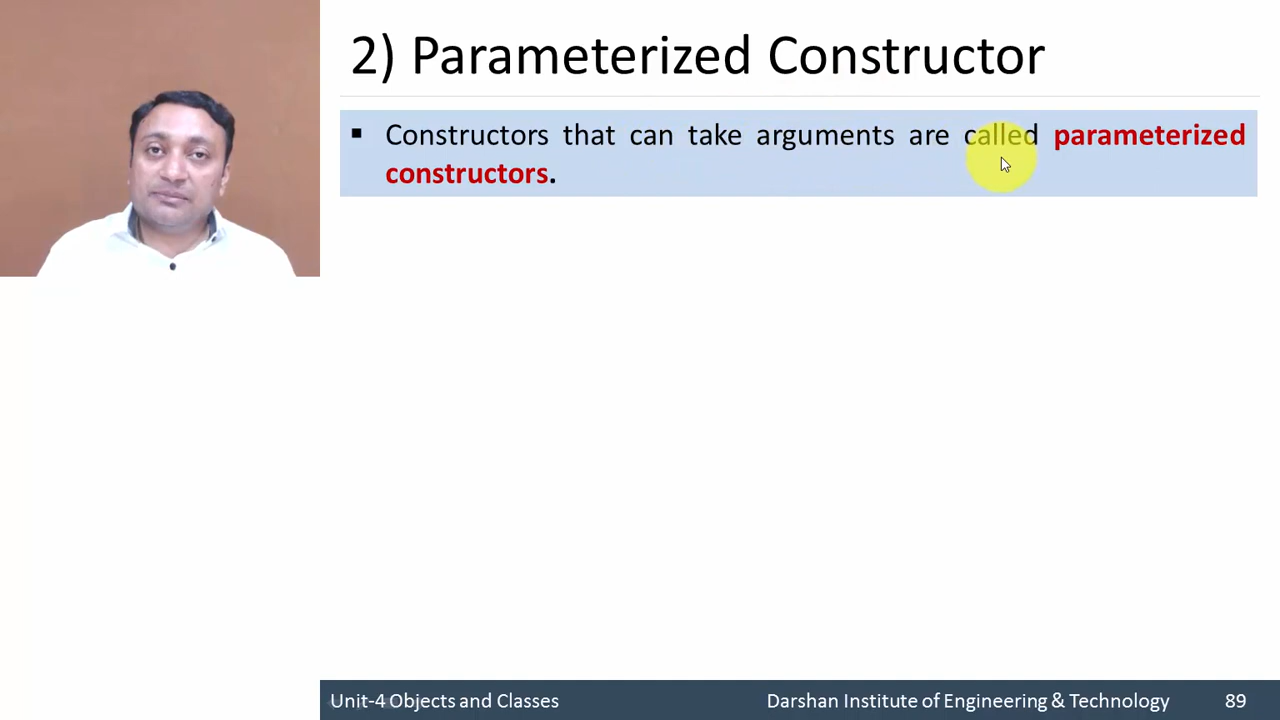 2) Parameterized Constructor
▪ Constructors that can take arguments are called parameterized
constructors.
Unit-4 Objects and Classes Darshan Institute of Engineering & Technology 89